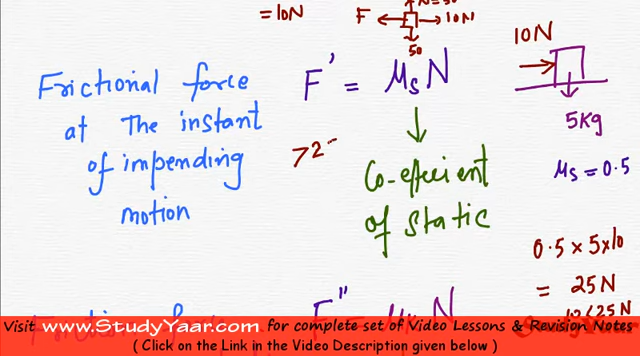 = 10N
N = 50
F
10N
50
Frictional force
at The instant
of impending
motion
F' = μs N
>2
Co-efficient
of static
10N
5kg
μs = 0.5
0.5 × 5 × 10
= 25N
F"
N
Visit www.StudyYaar.com for complete set of Video Lessons & Revision Notes
( Click on the Link in the Video Description given below )